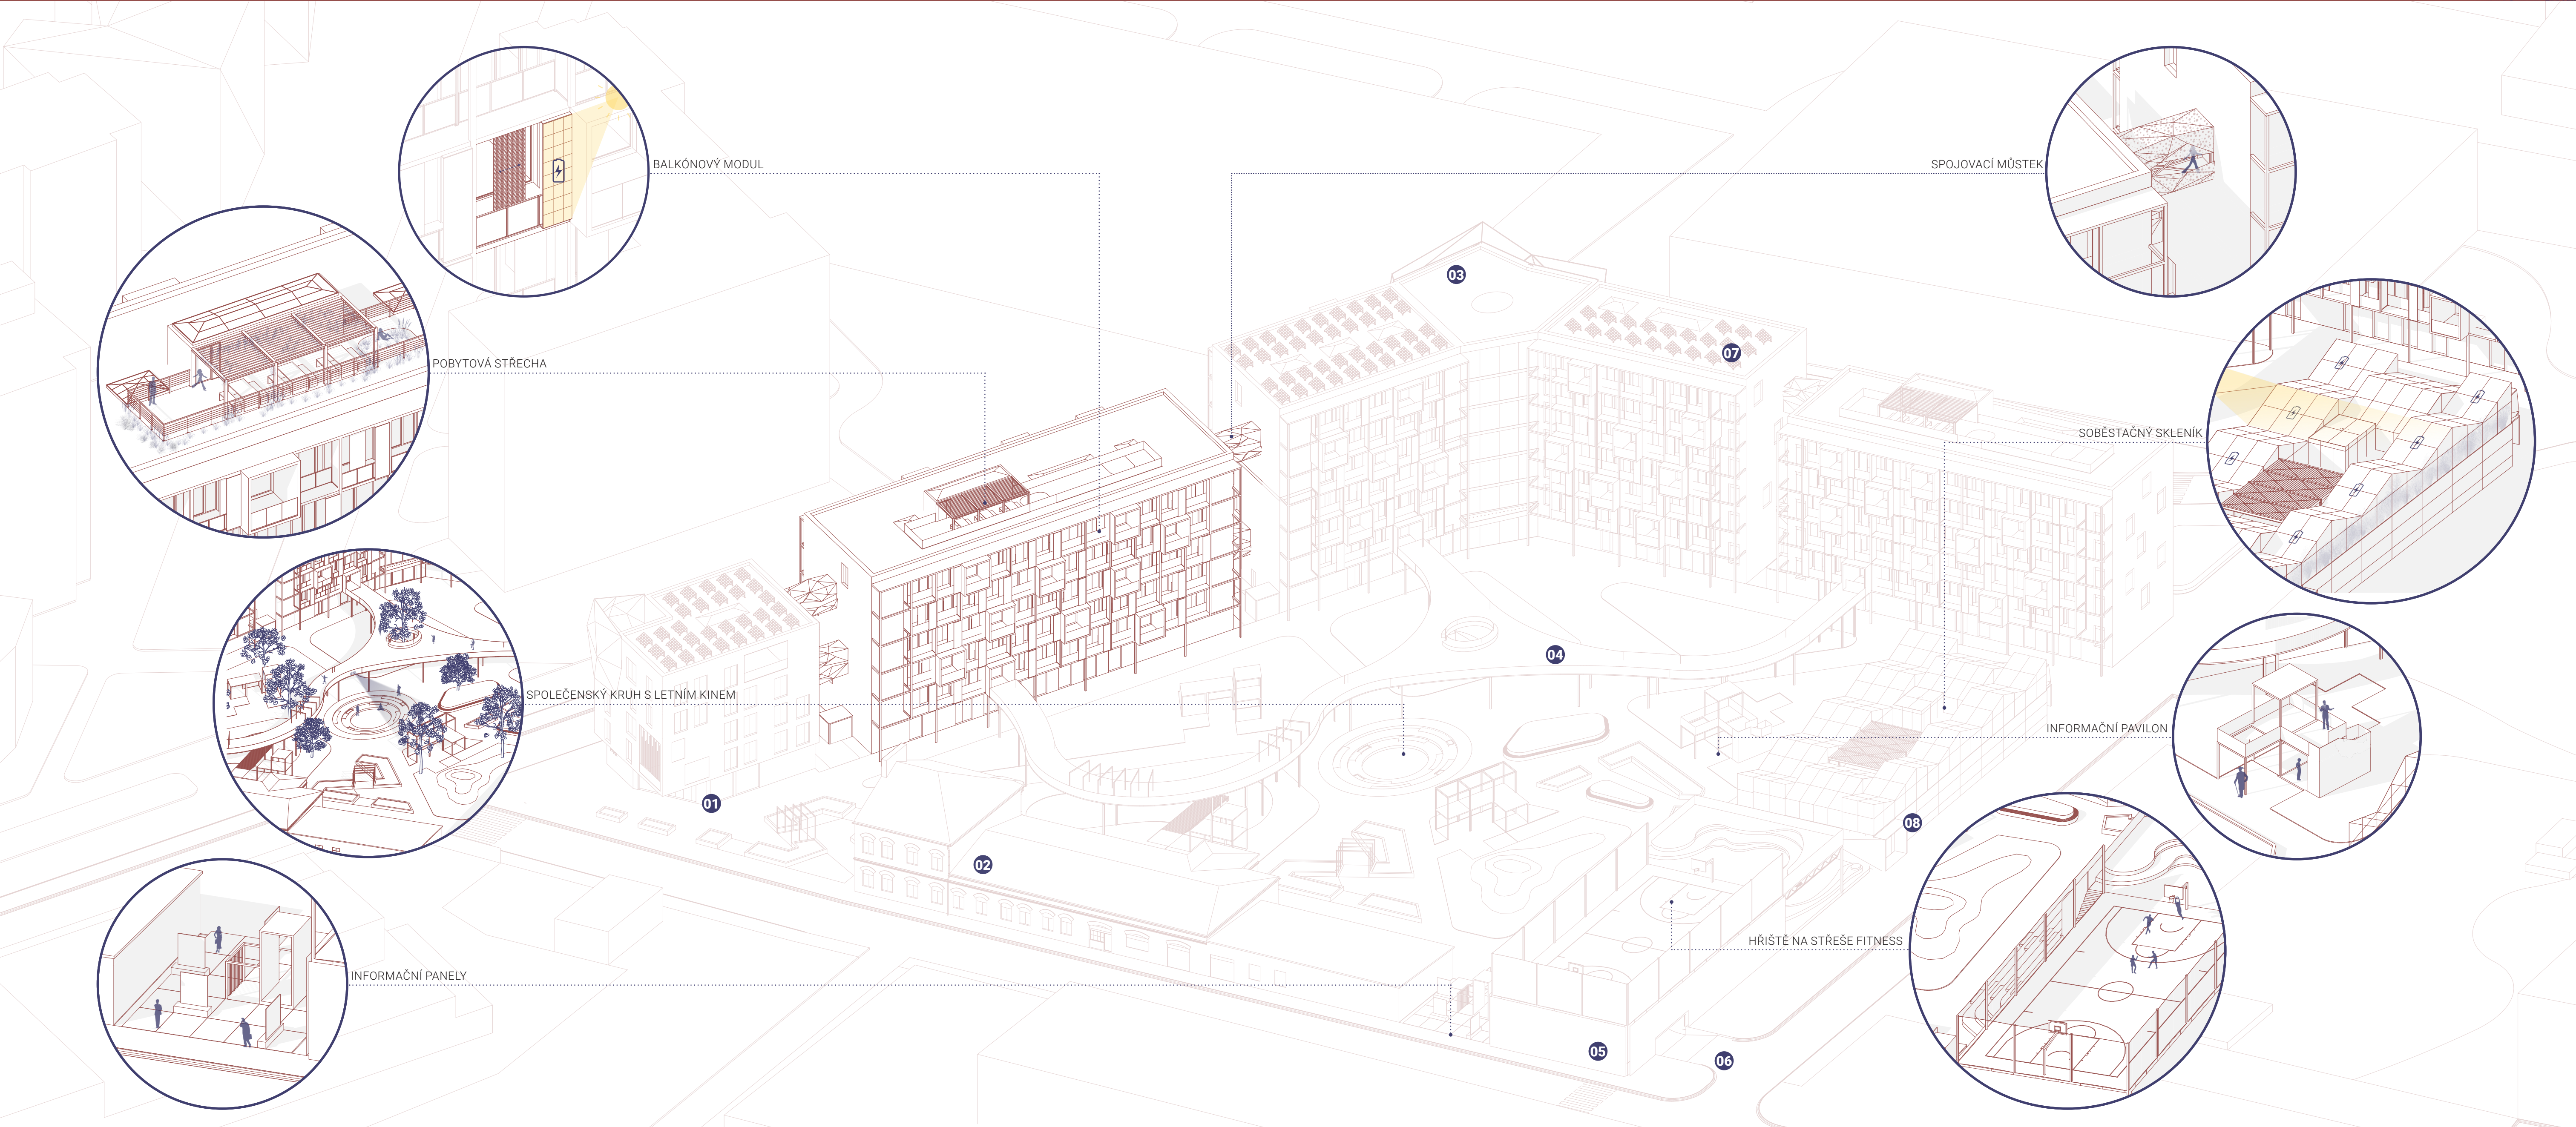 BALKÓNOVÝ MODUL
SPOJOVACÍ MŮSTEK
03
07
POBYTOVÁ STŘECHA
SOBĚSTAČNÝ SKLENÍK
04
SPOLEČENSKÝ KRUH S LETNÍM KINEM
INFORMAČNÍ PAVILON
01
08
02
HŘIŠTĚ NA STŘEŠE FITNESS
INFORMAČNÍ PANELY
05
06